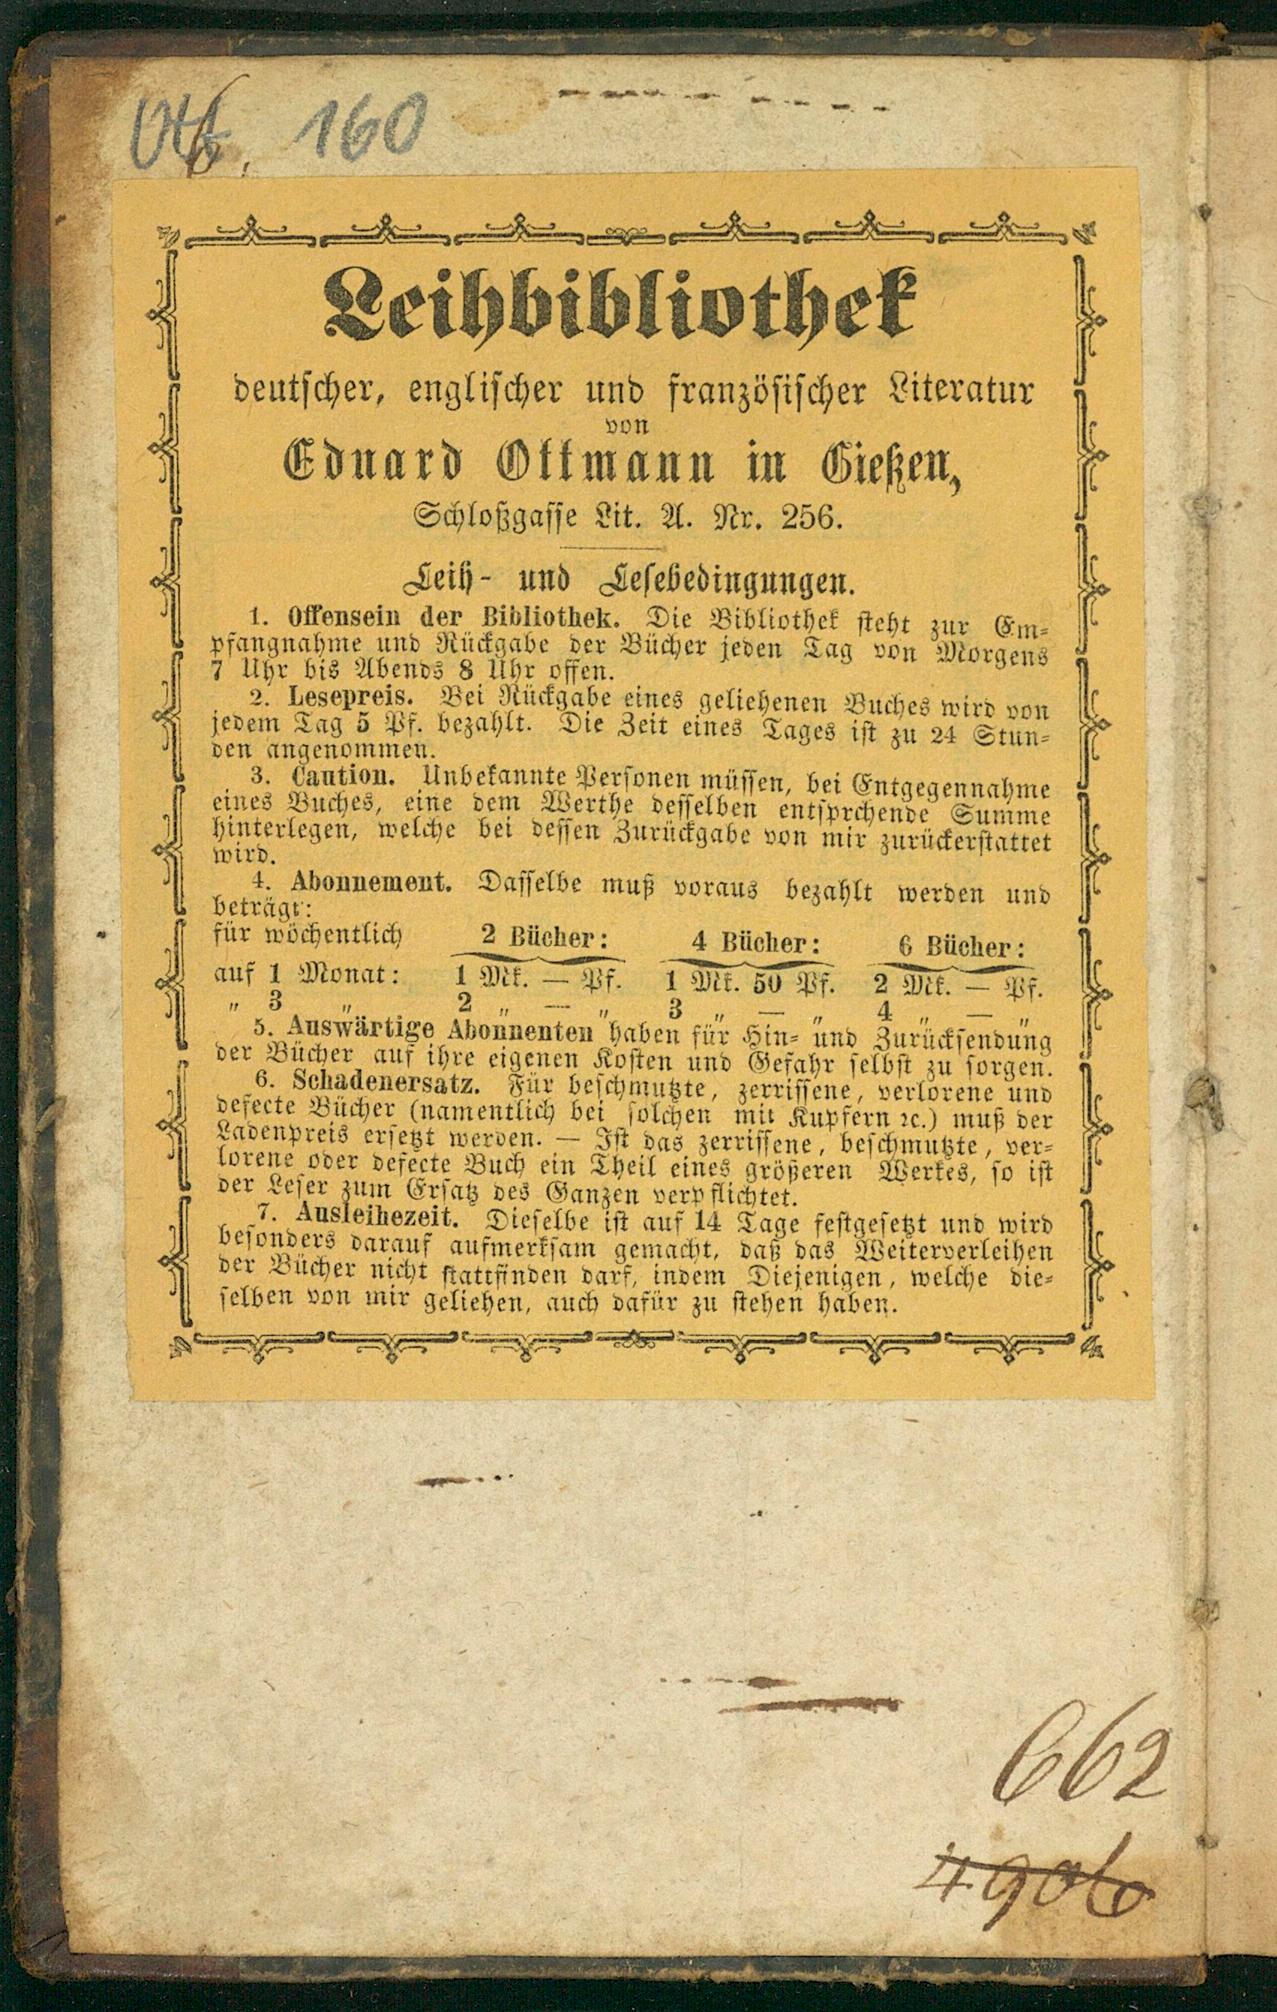 160
Leihbibliothek
deutscher, englischer und französischer Literatur
von
Eduard Ottmann in Gießen,
Schloßgasse Lit. A. Nr. 256.
Leih- und Lesebedingungen.
1. Offensein der Bibliothek. Die Bibliothek steht zur Em-
pfangnahme und Rückgabe der Bücher jeden Tag von Morgens
7 Uhr bis Abends 8 Uhr offen.
2. Lesepreis. Bei Rückgabe eines geliehenen Buches wird von
jedem Tag 5 Pf. bezahlt. Die Zeit eines Tages ist zu 24 Stun-
den angenommen.
3. Caution. Unbekannte Personen müssen, bei Entgegennahme
eines Buches, eine dem Werthe desselben entsprchende Summe
hinterlegen, welche bei dessen Zurückgabe von mir zurückerstattet
wird.
4. Abonnement. Dasselbe muß voraus bezahlt werden und
beträgt:
für wöchentlich 2 Bücher: 4 Bücher: 6 Bücher:
auf 1 Monat: 1 Mk. — Pf. 1 Mk. 50 Pf. 2 Mk. — Pf.
„ 3 „ 2 „ — „ 3 „ — „ 4 „ — „
5. Auswärtige Abonnenten haben für Hin- und Zurücksendung
der Bücher auf ihre eigenen Kosten und Gefahr selbst zu sorgen.
6. Schadenersatz. Für beschmutzte, zerrissene, verlorene und
defecte Bücher (namentlich bei solchen mit Kupfern ꝛc.) muß der
Ladenpreis ersetzt werden. — Ist das zerrissene, beschmutzte, ver-
lorene oder defecte Buch ein Theil eines größeren Werkes, so ist
der Leser zum Ersatz des Ganzen verpflichtet.
7. Ausleihezeit. Dieselbe ist auf 14 Tage festgesetzt und wird
besonders darauf aufmerksam gemacht, daß das Weiterverleihen
der Bücher nicht stattfinden darf, indem Diejenigen, welche die-
selben von mir geliehen, auch dafür zu stehen haben.
662
4906